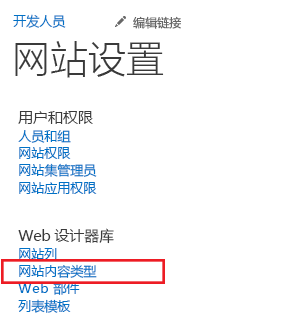 开发人员 编辑链接
网站设置
用户和权限
人员和组
网站权限
网站集管理员
网站应用权限
Web 设计器库
网站列
网站内容类型
Web 部件
列表模板